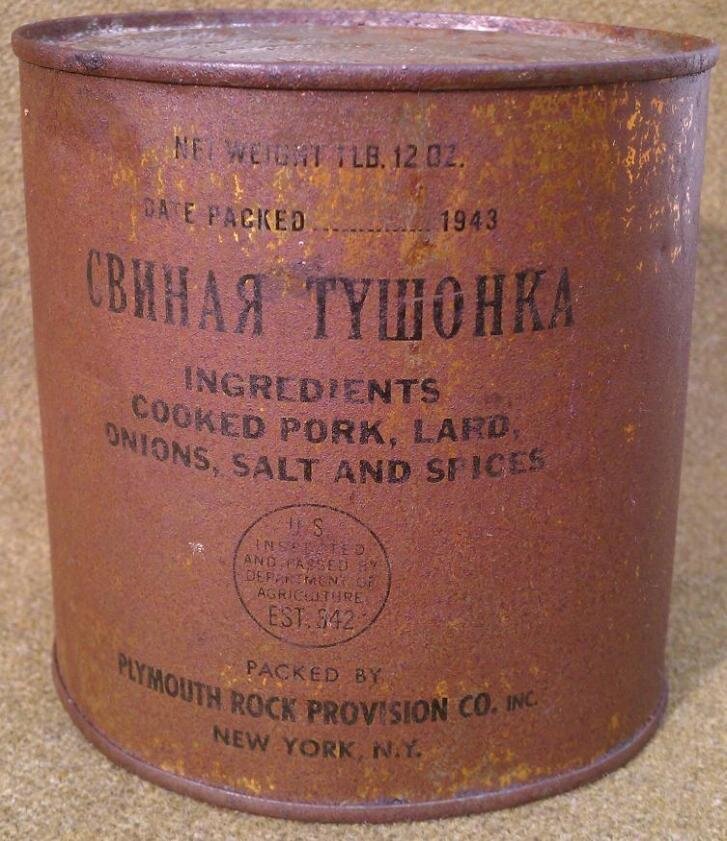 NET WEIGHT 1 LB. 12 OZ.
DATE PACKED .............. 1943
СВИНАЯ ТУШОНКА
INGREDIENTS
COOKED PORK, LARD,
ONIONS, SALT AND SPICES
U.S.
INSPECTED
AND PASSED BY
DEPARTMENT OF
AGRICULTURE
EST. 542
PACKED BY
PLYMOUTH ROCK PROVISION CO. INC.
NEW YORK, N.Y.